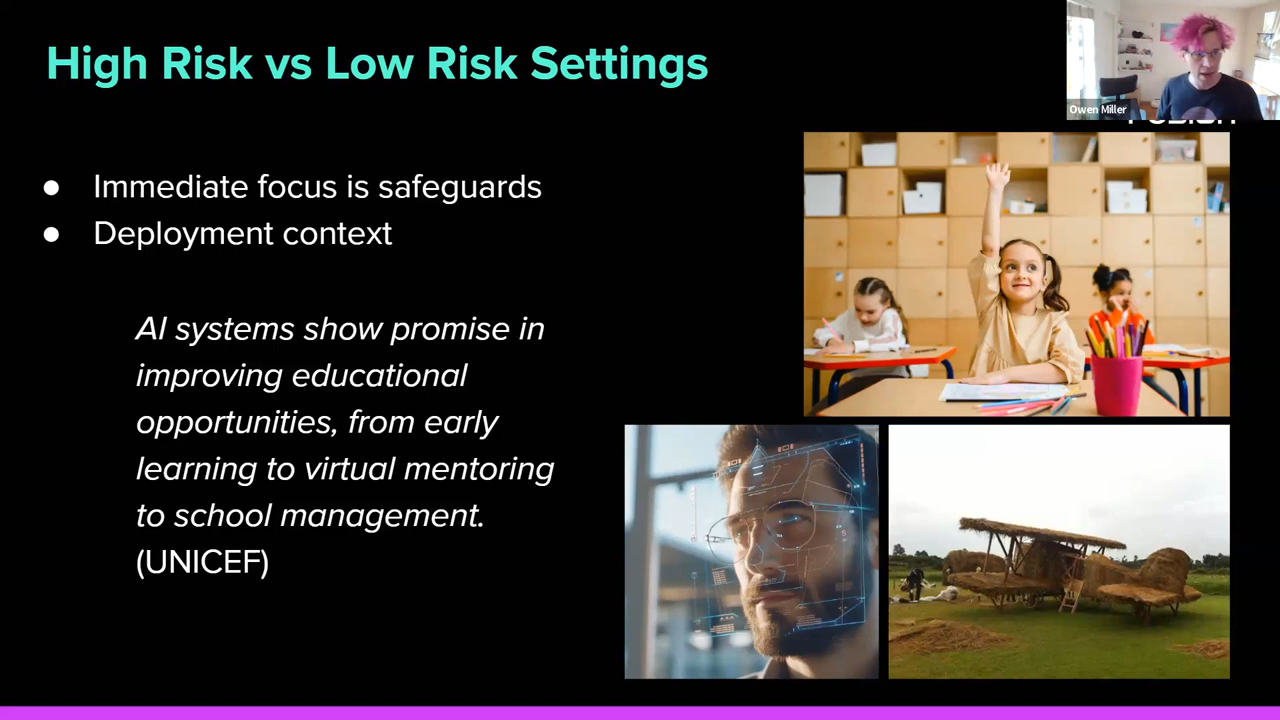 High Risk vs Low Risk Settings
Owen Miller
● Immediate focus is safeguards
● Deployment context
AI systems show promise in
improving educational
opportunities, from early
learning to virtual mentoring
to school management.
(UNICEF)